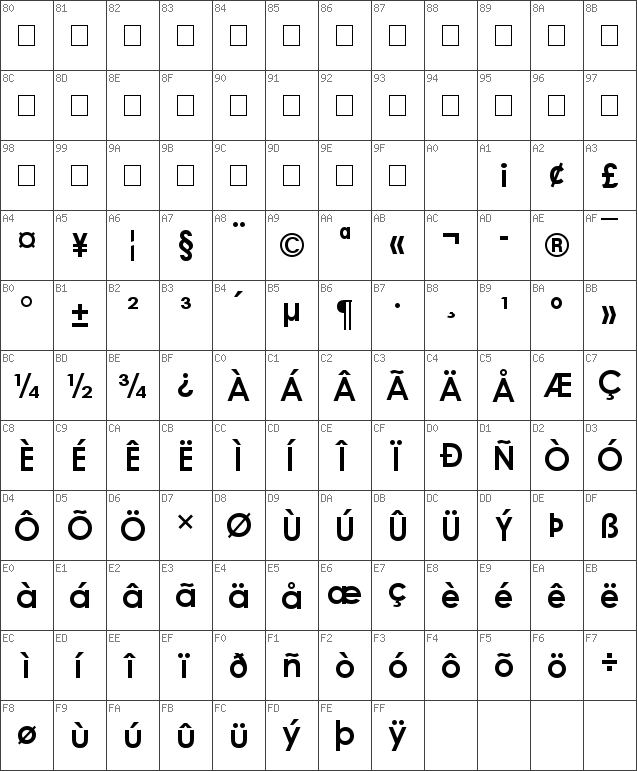 80 81 82 83 84 85 86 87 88 89 8A 8B
8C 8D 8E 8F 90 91 92 93 94 95 96 97
98 99 9A 9B 9C 9D 9E 9F A0 A1 A2 A3
¡ ¢ £
A4 A5 A6 A7 A8 A9 AA AB AC AD AE AF
¤ ¥ ¦ § ¨ © ª « ¬ - ® ¯
B0 B1 B2 B3 B4 B5 B6 B7 B8 B9 BA BB
° ± ² ³ ´ µ ¶ · ¸ ¹ º »
BC BD BE BF C0 C1 C2 C3 C4 C5 C6 C7
¼ ½ ¾ ¿ À Á Â Ã Ä Å Æ Ç
C8 C9 CA CB CC CD CE CF D0 D1 D2 D3
È É Ê Ë Ì Í Î Ï Ð Ñ Ò Ó
D4 D5 D6 D7 D8 D9 DA DB DC DD DE DF
Ô Õ Ö × Ø Ù Ú Û Ü Ý Þ ß
E0 E1 E2 E3 E4 E5 E6 E7 E8 E9 EA EB
à á â ã ä å æ ç è é ê ë
EC ED EE EF F0 F1 F2 F3 F4 F5 F6 F7
ì í î ï ð ñ ò ó ô õ ö ÷
F8 F9 FA FB FC FD FE FF
ø ù ú û ü ý þ ÿ